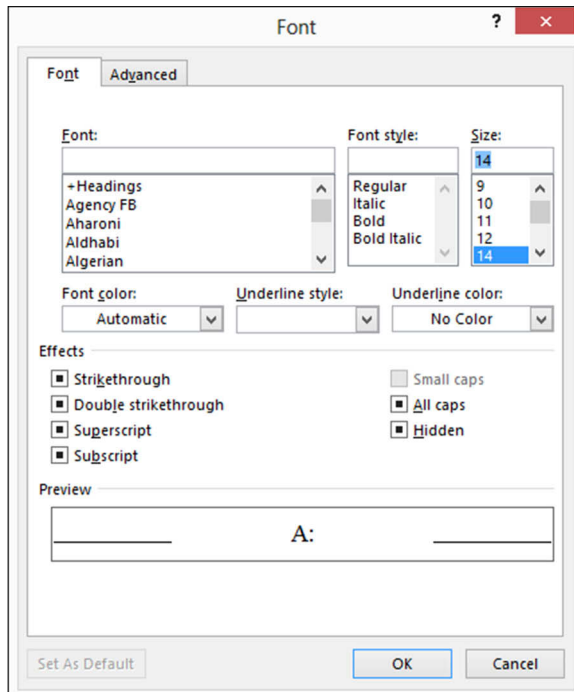 Font ?
Font Advanced
Font: Font style: Size:
14
+Headings Regular 9
Agency FB Italic 10
Aharoni Bold 11
Aldhabi Bold Italic 12
Algerian 14
Font color: Underline style: Underline color:
Automatic No Color
Effects
Strikethrough Small caps
Double strikethrough All caps
Superscript Hidden
Subscript
Preview
A:
Set As Default OK Cancel